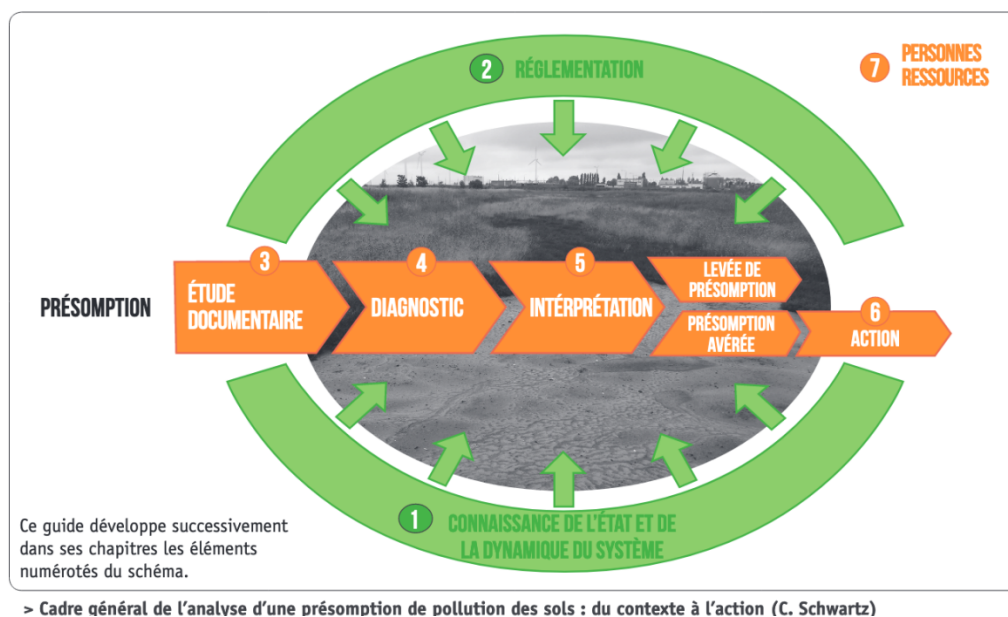 2 RÉGLEMENTATION
7 PERSONNES
RESSOURCES
PRÉSOMPTION
3
ÉTUDE
DOCUMENTAIRE
4
DIAGNOSTIC
5
INTÉRPRÉTATION
LEVÉE DE
PRÉSOMPTION
PRÉSOMPTION
AVÉRÉE
6
ACTION
1 CONNAISSANCE DE L'ÉTAT ET DE
LA DYNAMIQUE DU SYSTÈME
Ce guide développe successivement
dans ses chapitres les éléments
numérotés du schéma.
> Cadre général de l'analyse d'une présomption de pollution des sols : du contexte à l'action (C. Schwartz)